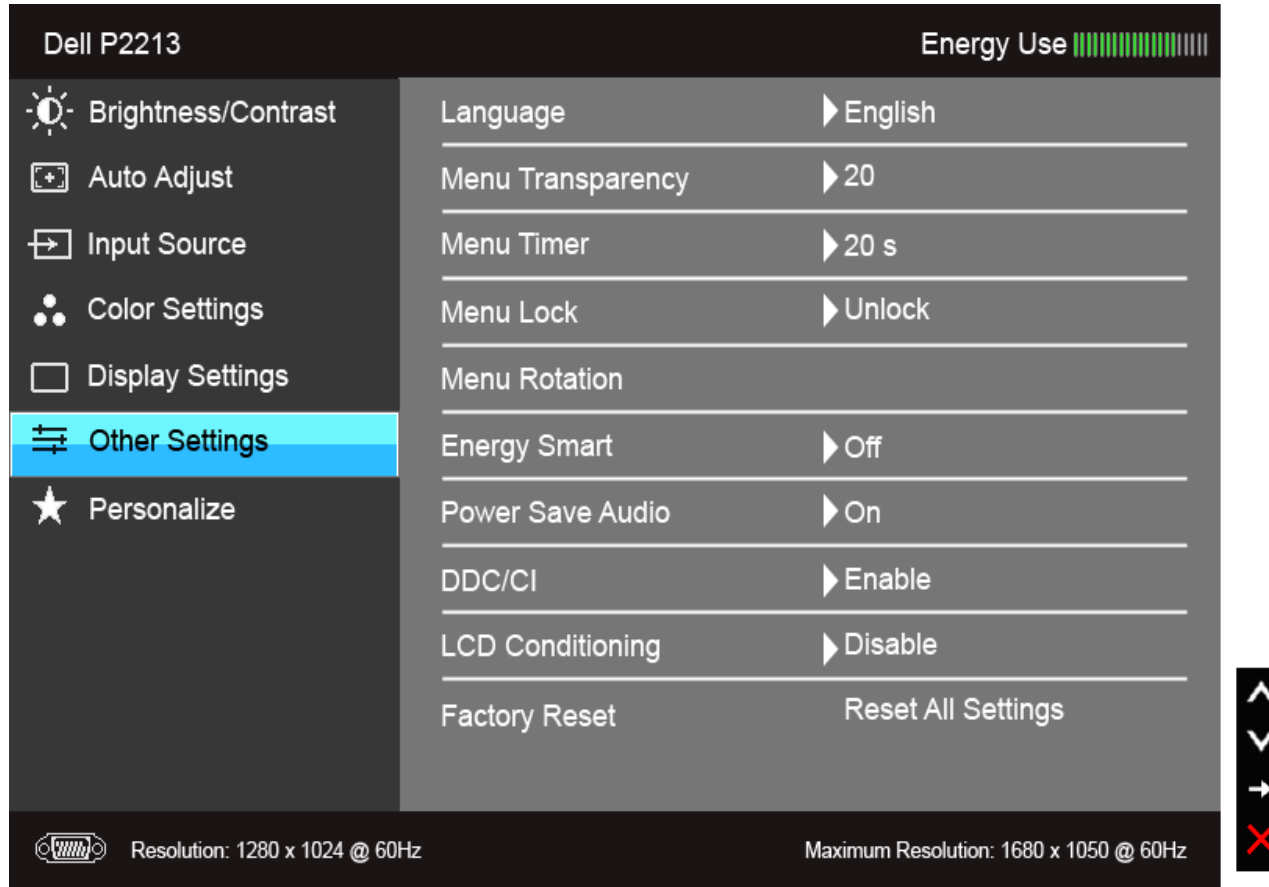 Dell P2213 Energy Use
Brightness/Contrast
Auto Adjust
Input Source
Color Settings
Display Settings
Other Settings
Personalize
Language English
Menu Transparency 20
Menu Timer 20 s
Menu Lock Unlock
Menu Rotation
Energy Smart Off
Power Save Audio On
DDC/CI Enable
LCD Conditioning Disable
Factory Reset Reset All Settings
Resolution: 1280 x 1024 @ 60Hz Maximum Resolution: 1680 x 1050 @ 60Hz